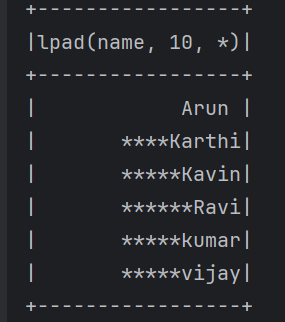 +-----------------+
|lpad(name, 10, *)|
+-----------------+
|            Arun |
|       ****Karthi|
|       *****Kavin|
|       ******Ravi|
|       *****kumar|
|       *****vijay|
+-----------------+